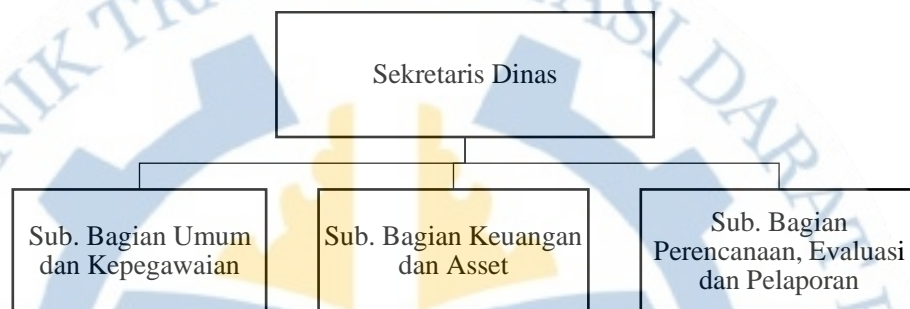 Sekretaris Dinas
Sub. Bagian Umum
dan Kepegawaian
Sub. Bagian Keuangan
dan Asset
Sub. Bagian
Perencanaan, Evaluasi
dan Pelaporan